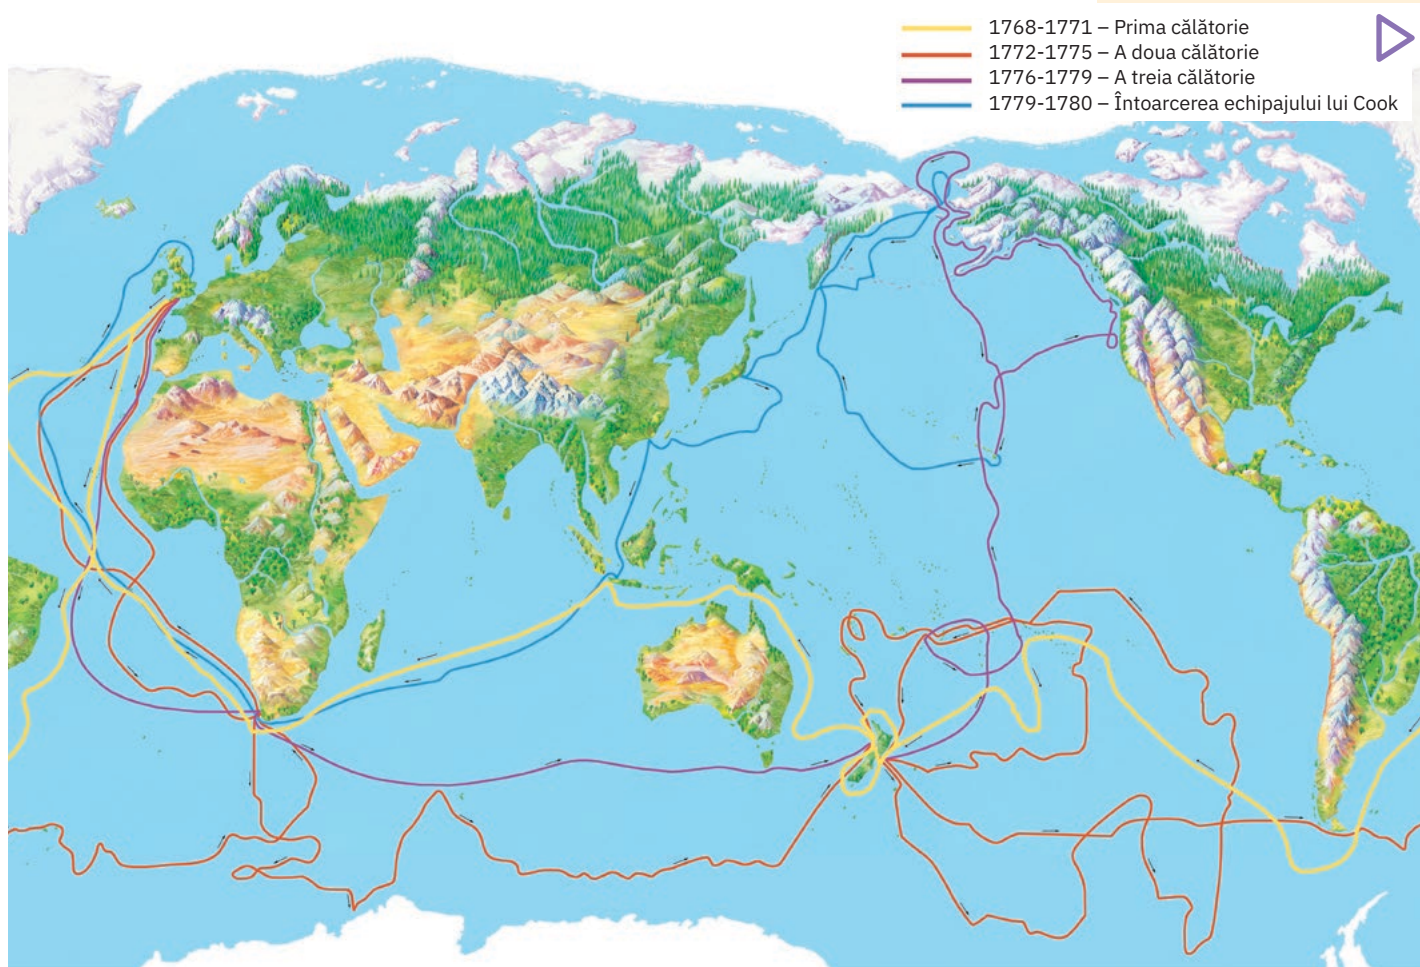 1768-1771 – Prima călătorie
1772-1775 – A doua călătorie
1776-1779 – A treia călătorie
1779-1780 – Întoarcerea echipajului lui Cook